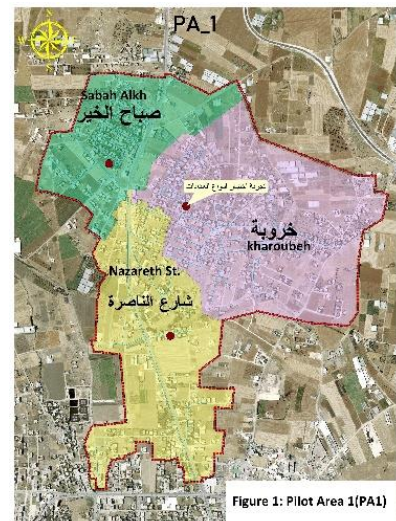 PA_1
Sabah Alkh
صباح الخير
خروبة
kharoubeh
Nazareth St.
شارع الناصرة
Figure 1: Pilot Area 1(PA1)